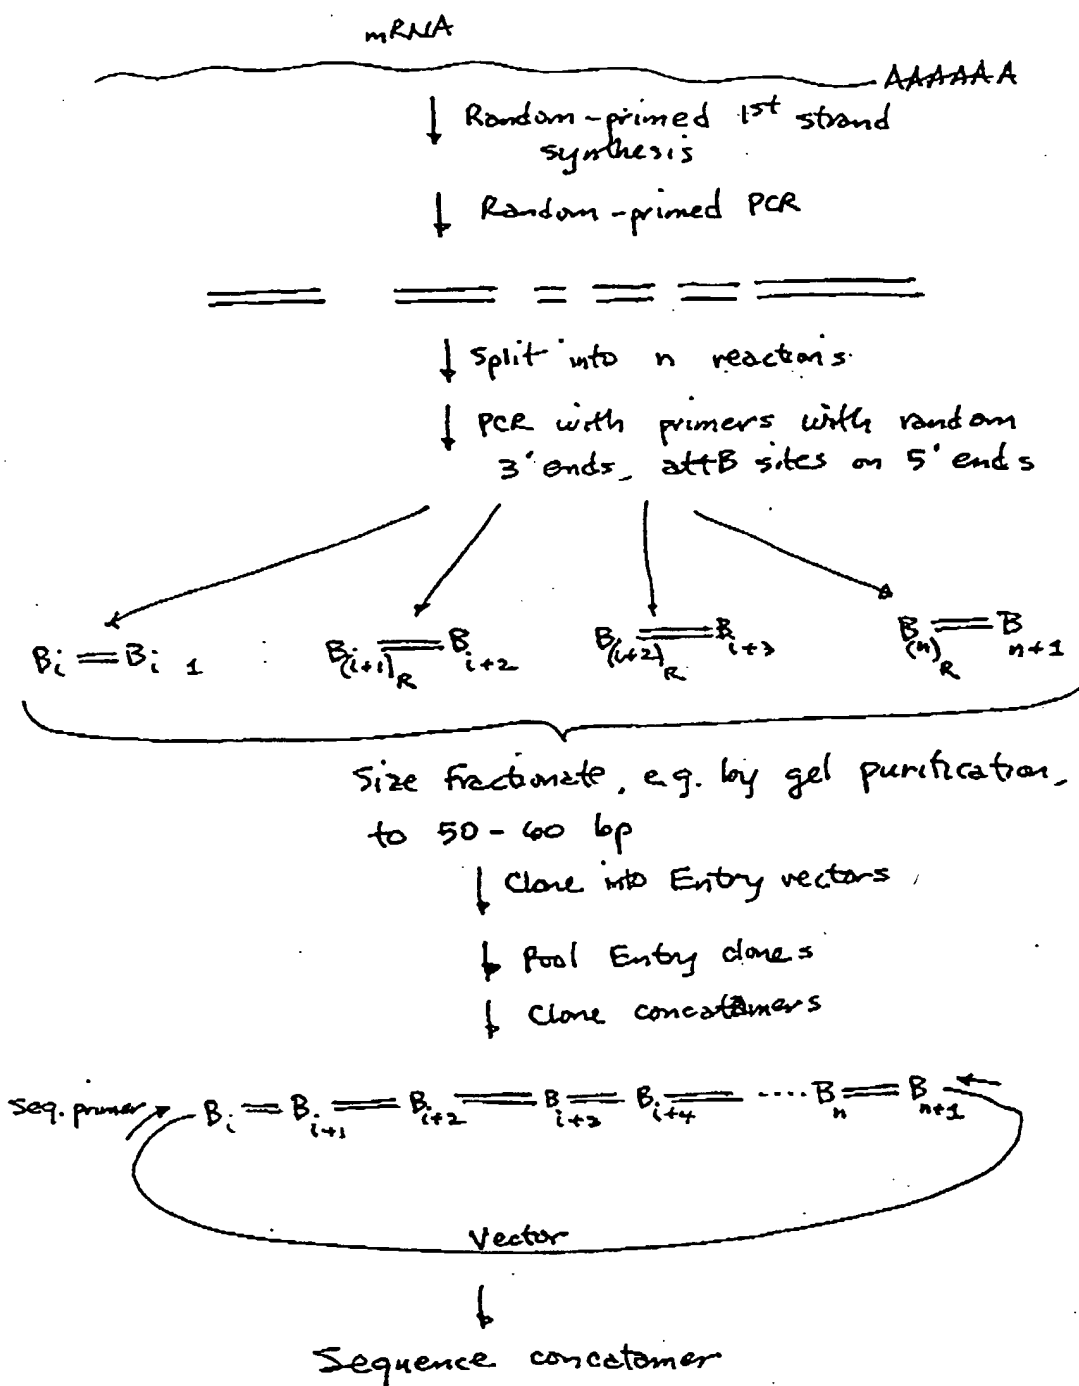 mRNA
AAAAAA
Random-primed 1st strand
synthesis
Random-primed PCR
Split into n reactions.
PCR with primers with random
3' ends, attB sites on 5' ends
Bi = Bi 1 B(i+1)R = Bi+2 B(i+2)R = Bi+3 B(n)R = Bn+1
Size fractionate, e.g. by gel purification,
to 50-60 bp
Clone into Entry vectors
Pool Entry clones
Clone concatamers
Seq. primer Bi = Bi+1 = Bi+2 = Bi+3 = Bi+4 = .... Bn = Bn+1
Vector
Sequence concatomer